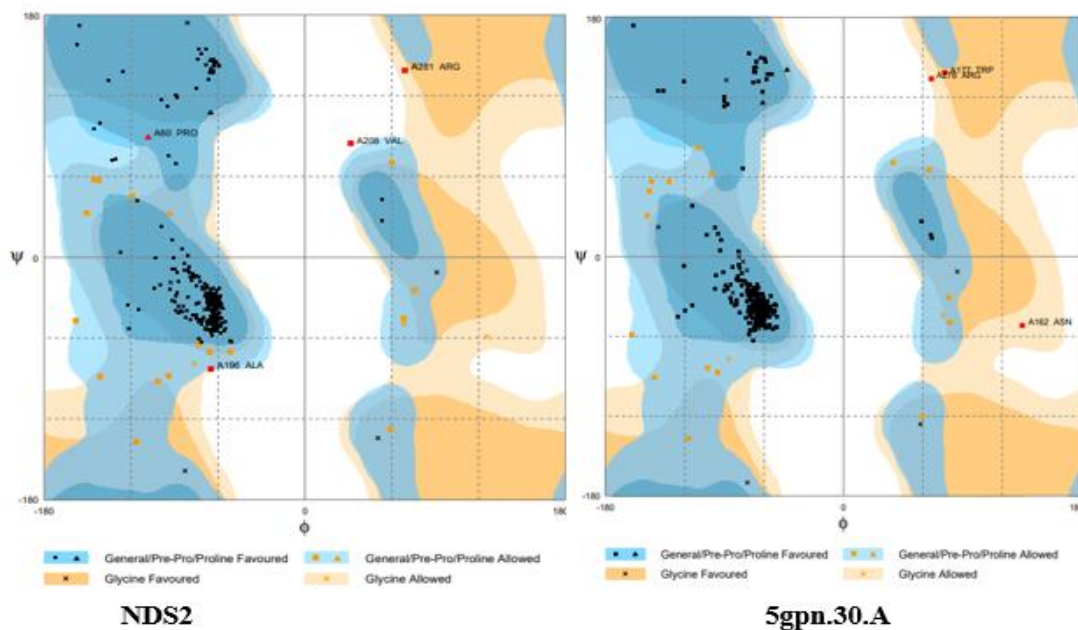 180
A281 ARG
A60 PRO
A208 VAL
ψ 0
A196 ALA
-180
-180 0 180
Φ
General/Pre-Pro/Proline Favoured General/Pre-Pro/Proline Allowed
Glycine Favoured Glycine Allowed
NDS2
180
A177 TRP
A278 ARG
ψ 0
A162 ASN
-180
-180 0 180
Φ
General/Pre-Pro/Proline Favoured General/Pre-Pro/Proline Allowed
Glycine Favoured Glycine Allowed
5gpn.30.A